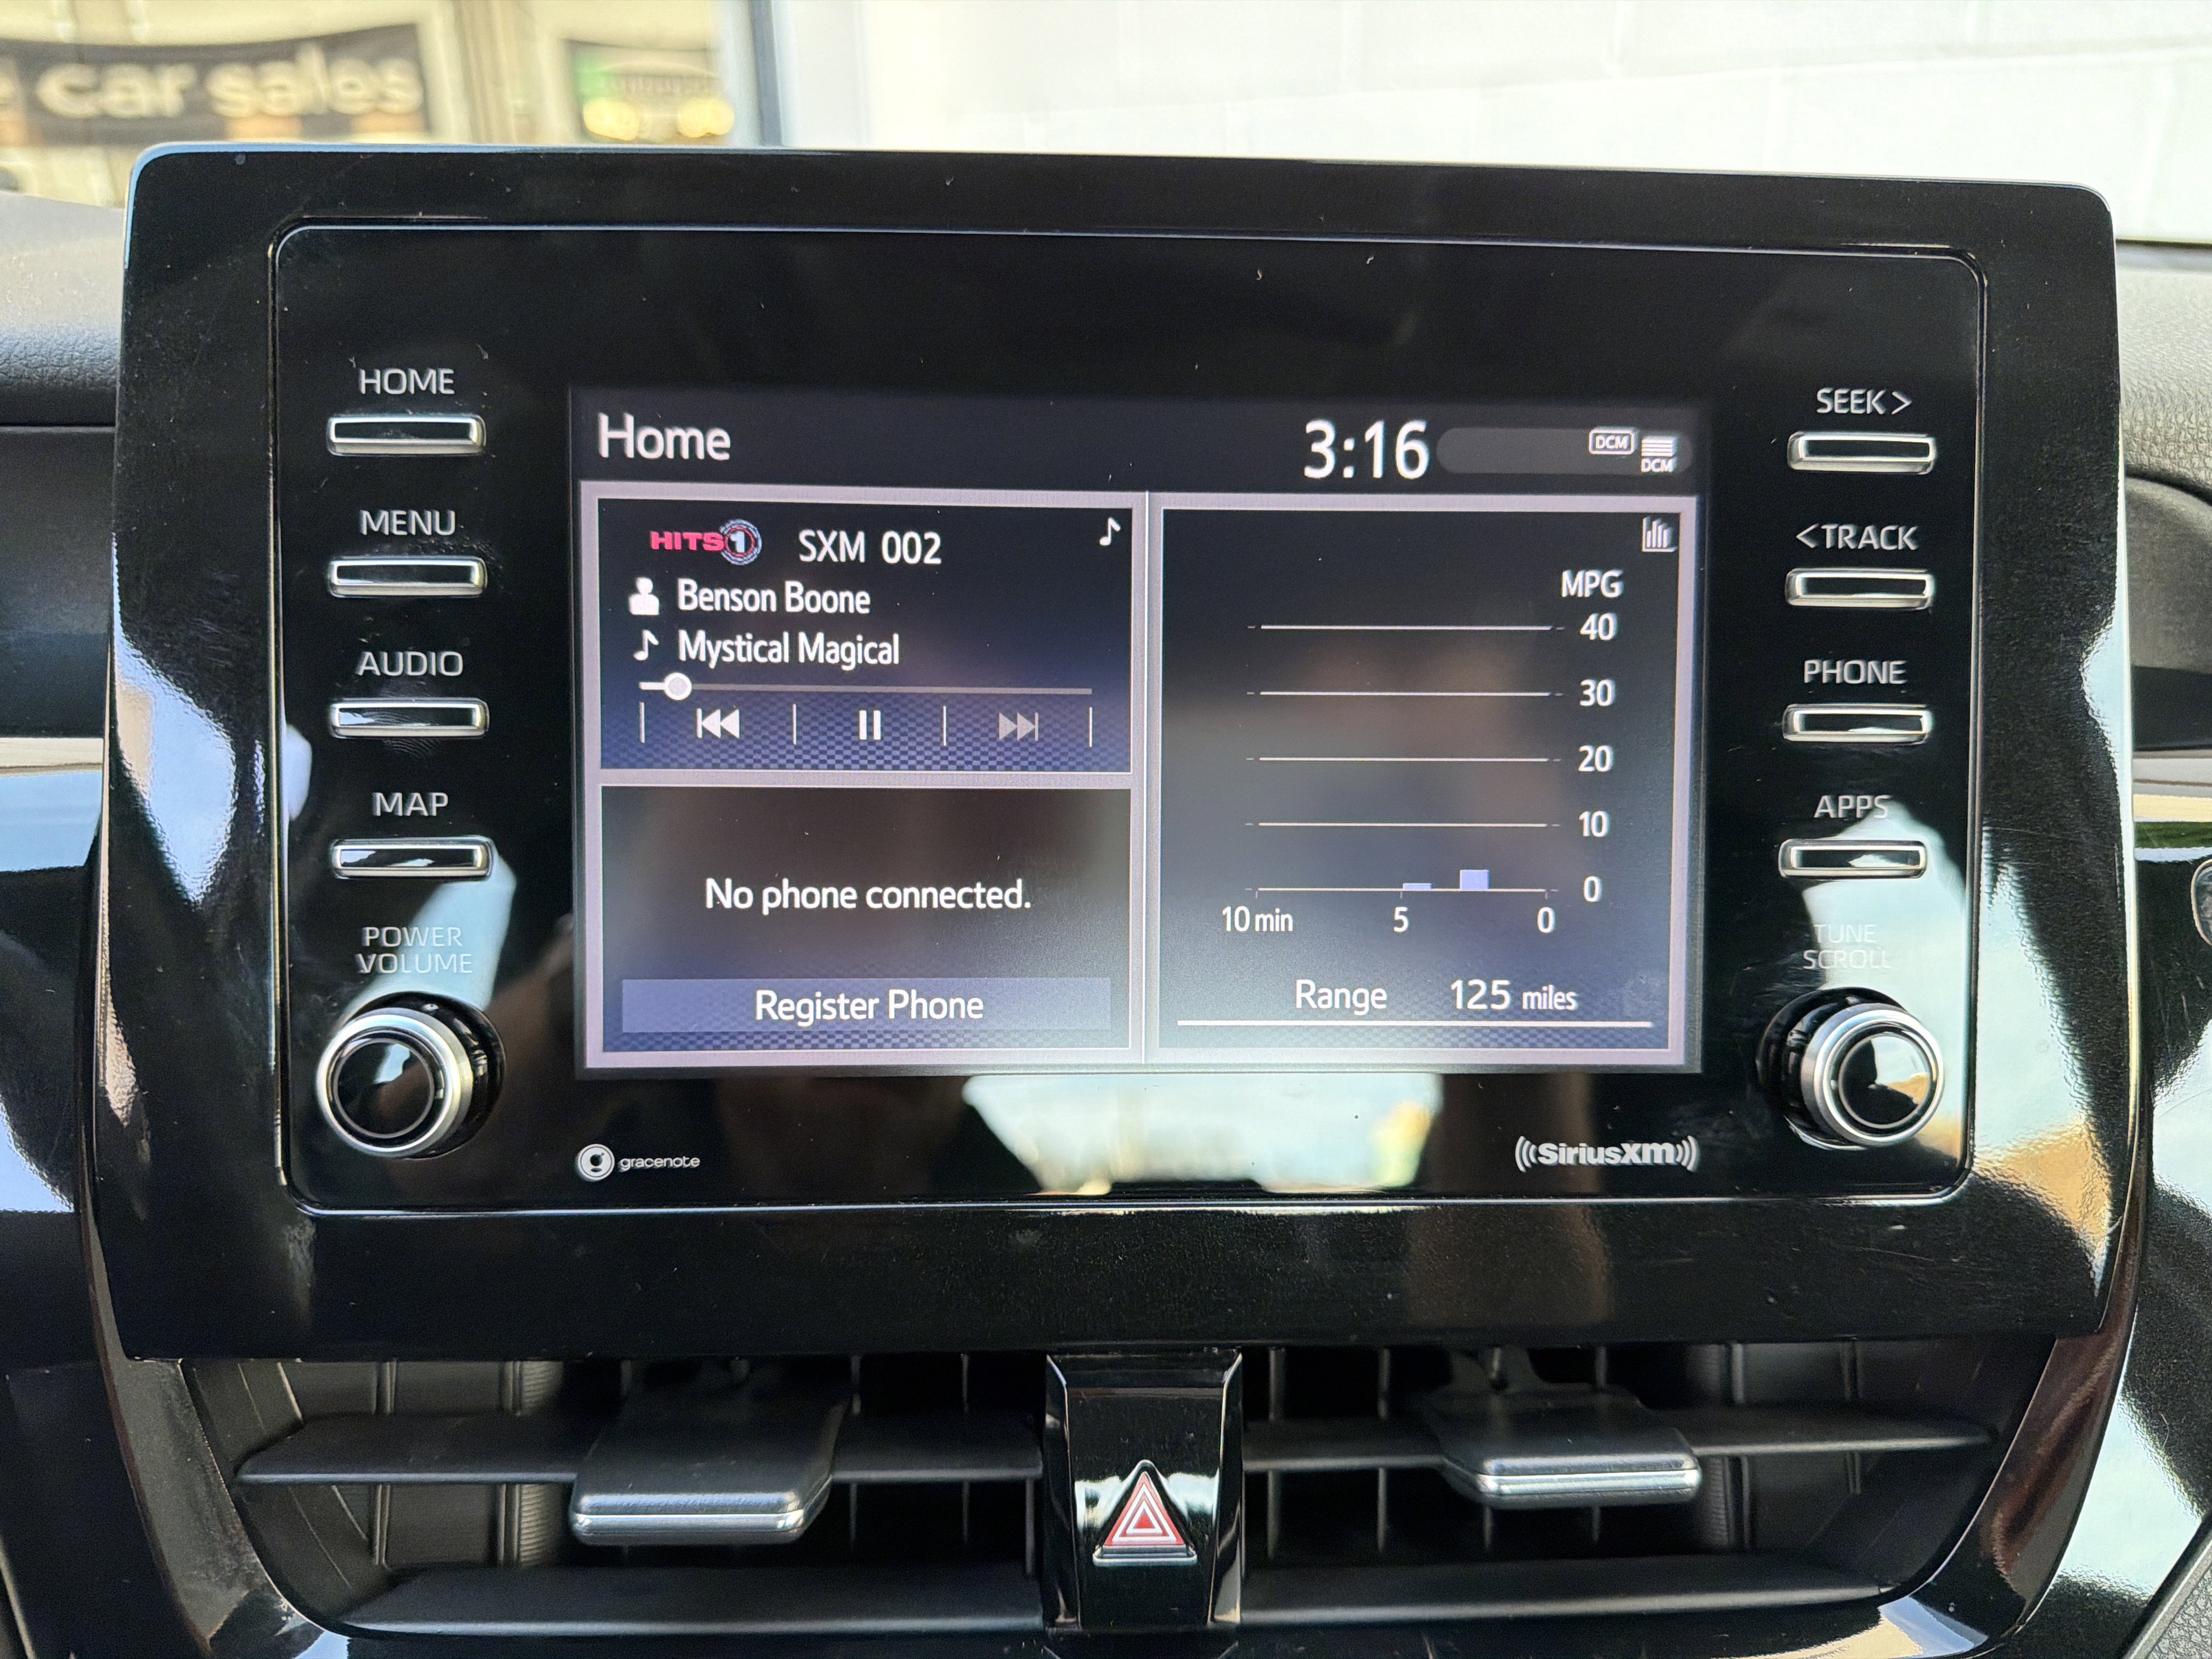 car sales
HOME
MENU
AUDIO
MAP
POWER
VOLUME
Home
3:16
DCM
DCM
HITS 1
SXM 002
Benson Boone
Mystical Magical
No phone connected.
Register Phone
MPG
40
30
20
10
0
10 min
5
0
Range 125 miles
gracenote
((SiriusXM))
SEEK >
< TRACK
PHONE
APPS
TUNE
SCROLL